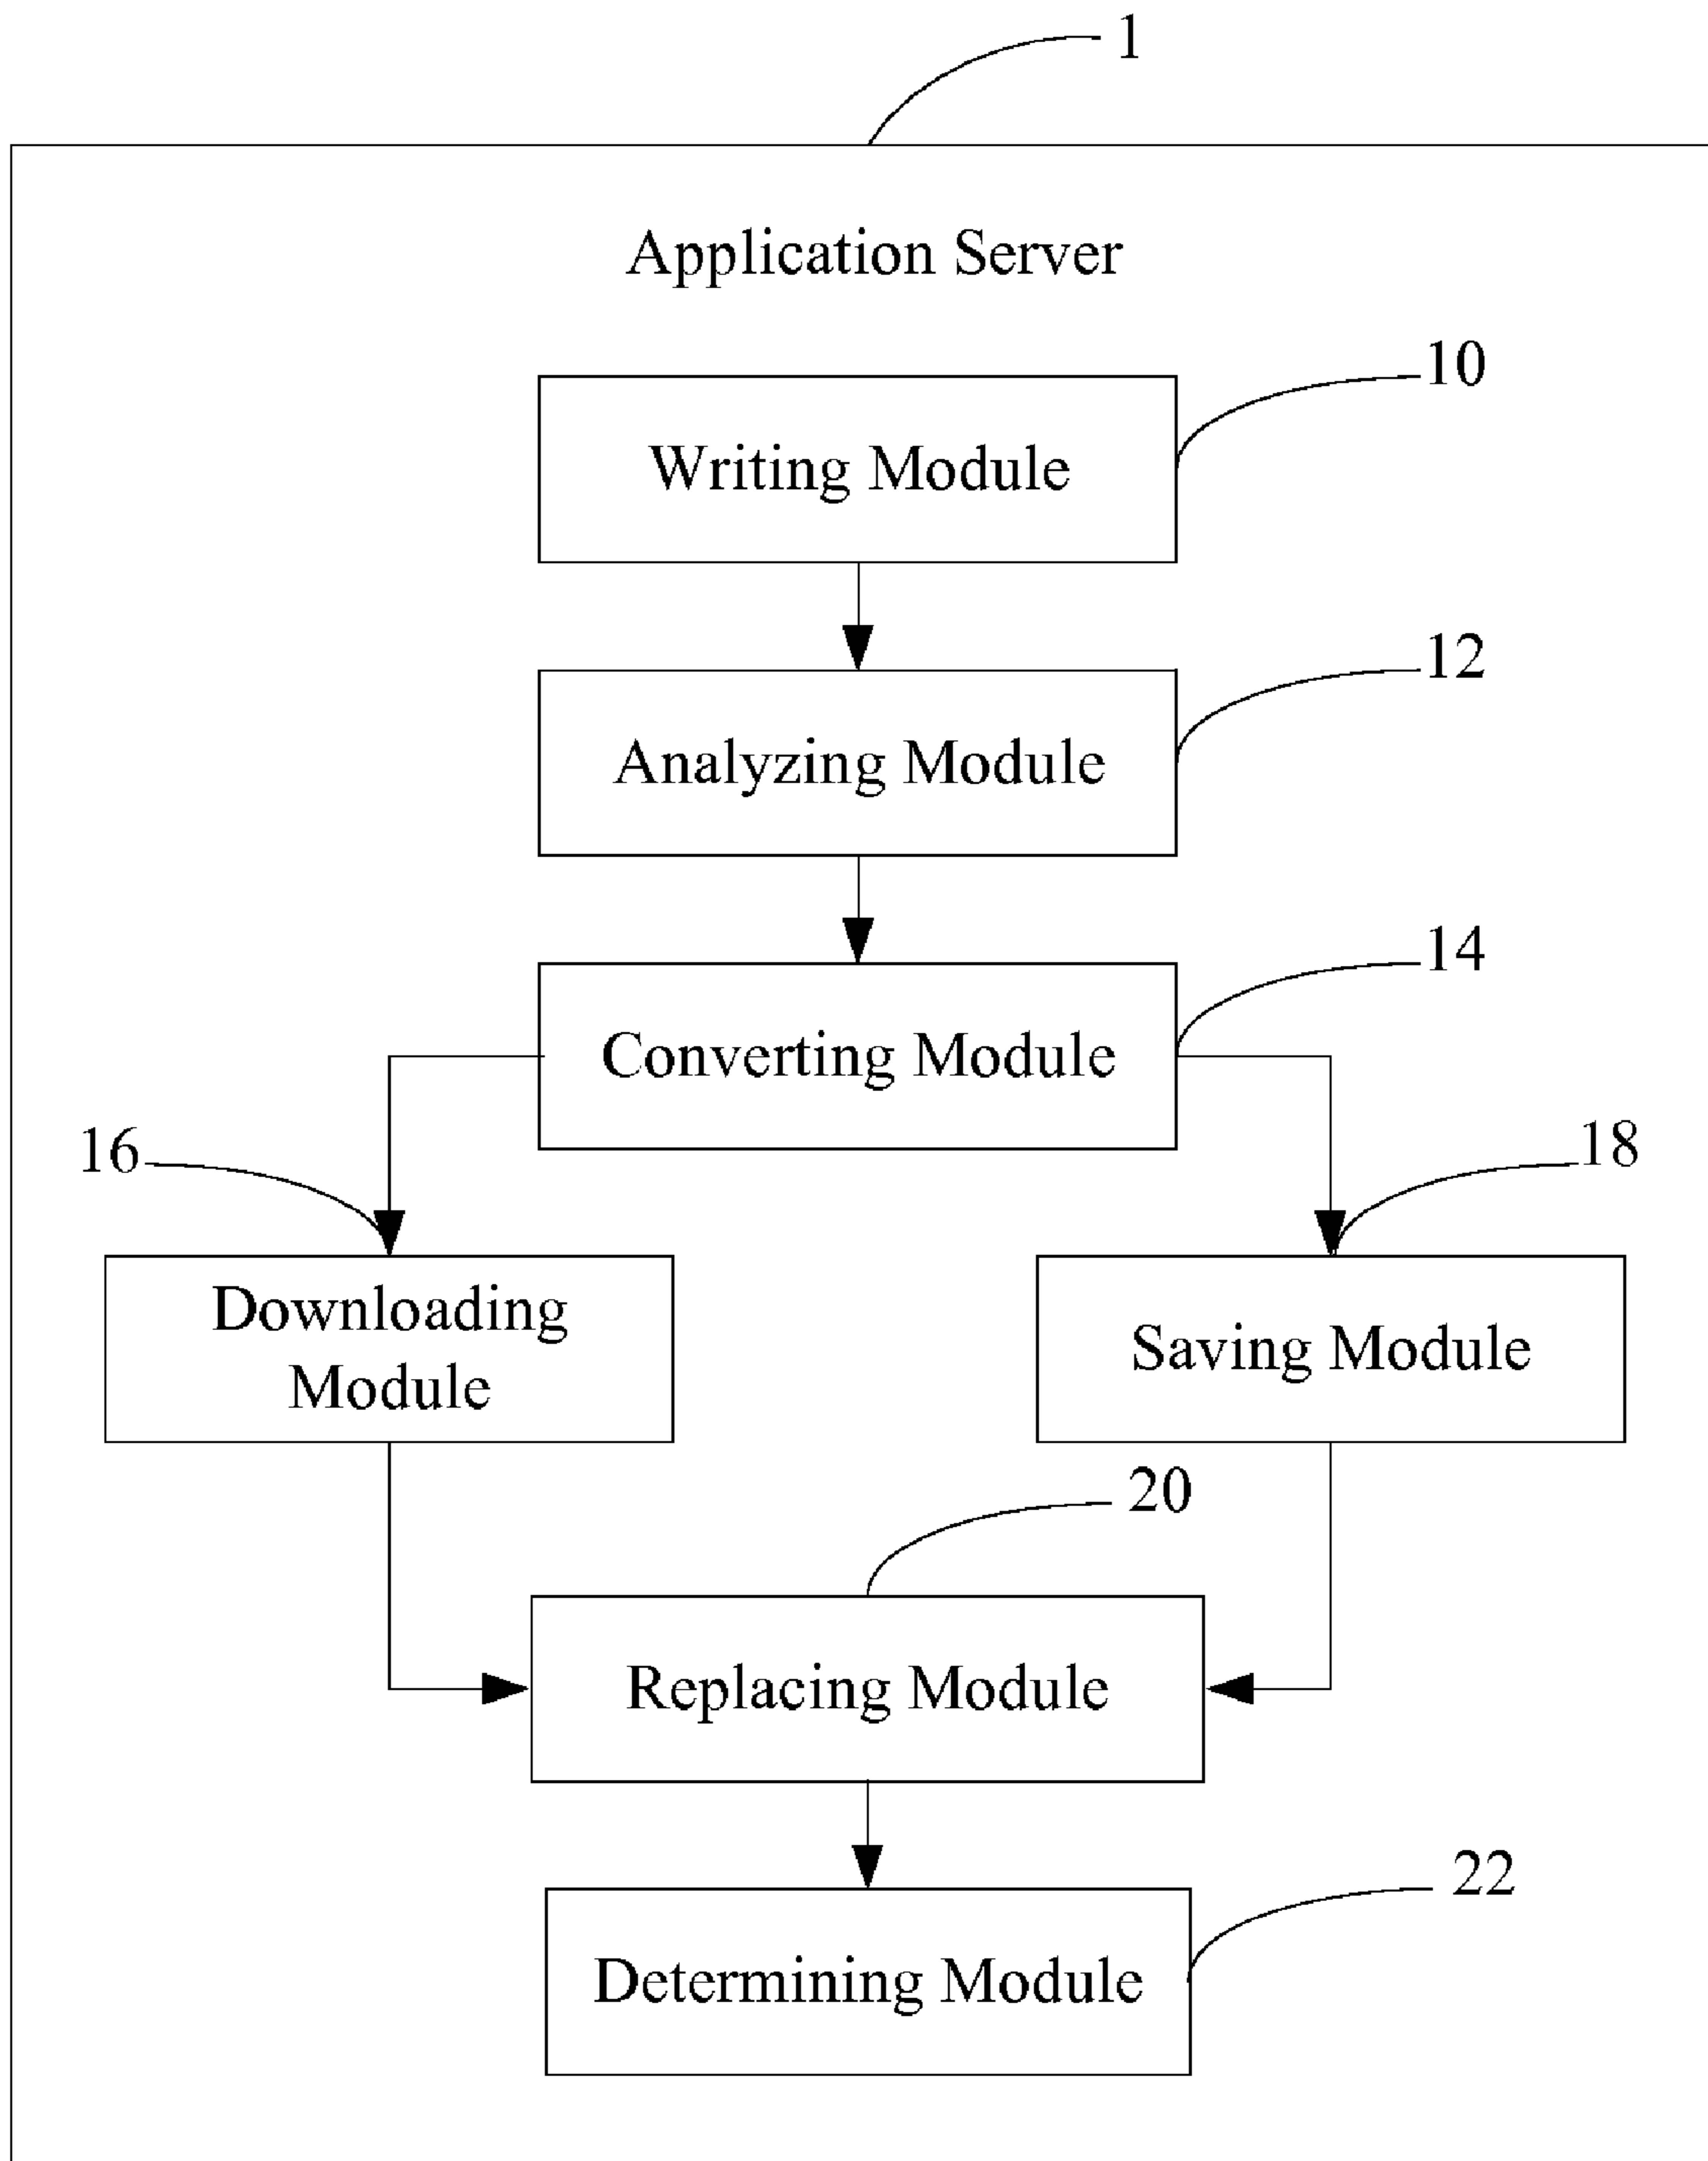 1
Application Server
10
Writing Module
12
Analyzing Module
14
Converting Module
16
18
Downloading
Module
Saving Module
20
Replacing Module
22
Determining Module